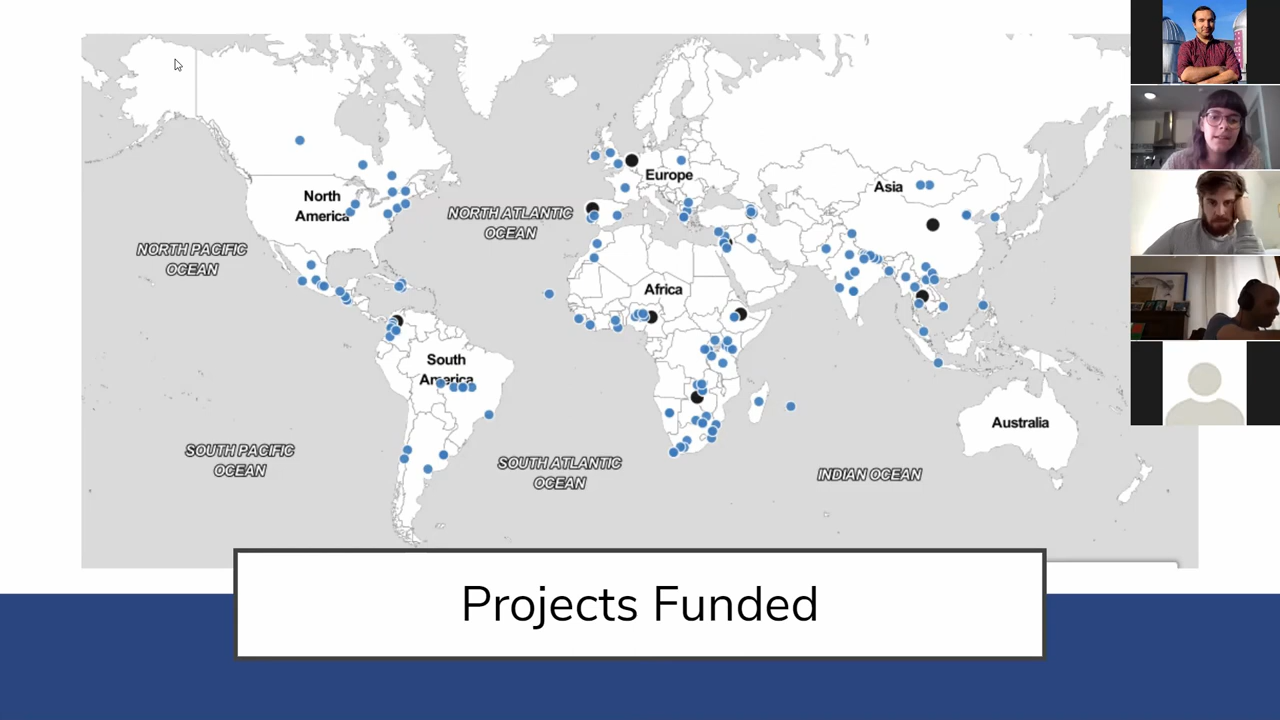 Europe
Asia
North
America
NORTH ATLANTIC
OCEAN
NORTH PACIFIC
OCEAN
Africa
South
America
Australia
SOUTH PACIFIC
OCEAN
SOUTH ATLANTIC
OCEAN
INDIAN OCEAN
Projects Funded